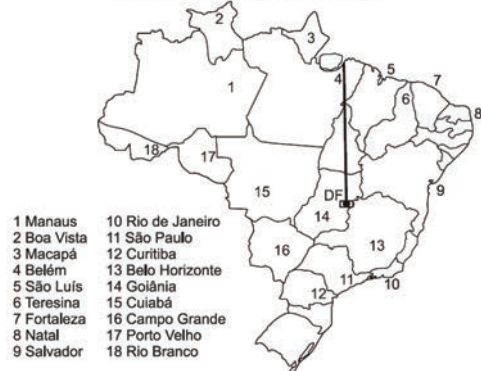 2
3
4
5
7
1
6
8
18
17
DF
9
15
14
1 Manaus
2 Boa Vista
3 Macapá
4 Belém
5 São Luís
6 Teresina
7 Fortaleza
8 Natal
9 Salvador
10 Rio de Janeiro
11 São Paulo
12 Curitiba
13 Belo Horizonte
14 Goiânia
15 Cuiabá
16 Campo Grande
17 Porto Velho
18 Rio Branco
16
13
11
10
12